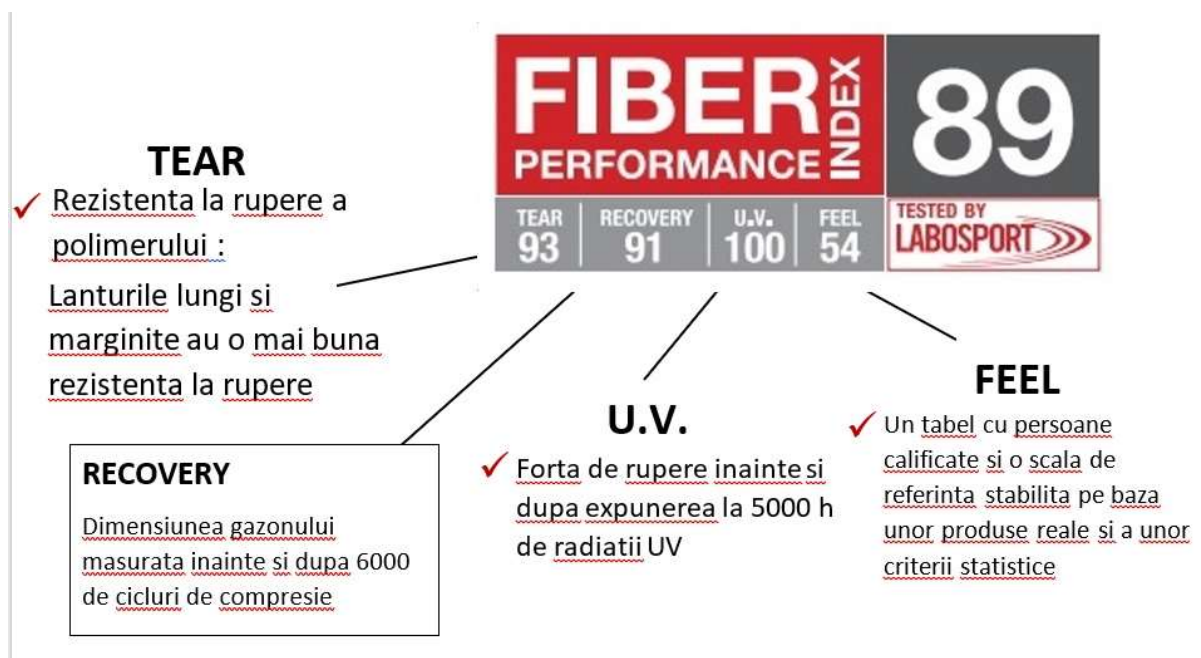 FIBER
PERFORMANCE
INDEX
89
TEAR RECOVERY U.V. FEEL
93 91 100 54
TESTED BY
LABOSPORT
TEAR
Rezistenta la rupere a
polimerului :
Lanturile lungi si
marginite au o mai buna
rezistenta la rupere
RECOVERY
Dimensiunea gazonului
masurata inainte si dupa 6000
de cicluri de compresie
U.V.
Forta de rupere inainte si
dupa expunerea la 5000 h
de radiatii UV
FEEL
Un tabel cu persoane
calificate si o scala de
referinta stabilita pe baza
unor produse reale si a unor
criterii statistice